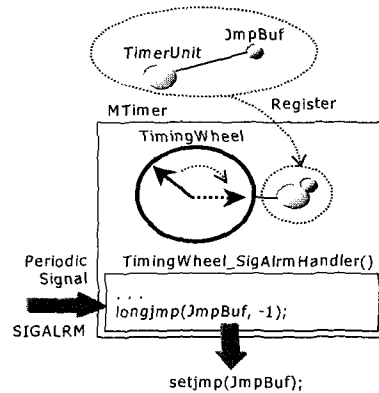 JmpBuf
TimerUnit
Register
MTimer
TimingWheel
TimingWheel_SigAlrmHandler()
Periodic
Signal
...
longjmp(JmpBuf, -1);
SIGALRM
setjmp(JmpBuf);